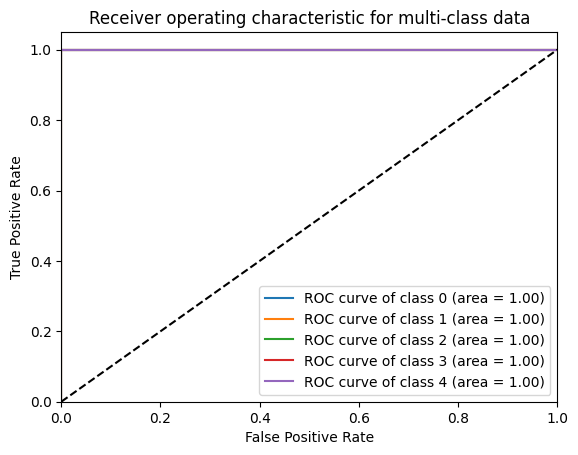 Receiver operating characteristic for multi-class data
True Positive Rate
1.0
0.8
0.6
0.4
0.2
0.0
ROC curve of class 0 (area = 1.00)
ROC curve of class 1 (area = 1.00)
ROC curve of class 2 (area = 1.00)
ROC curve of class 3 (area = 1.00)
ROC curve of class 4 (area = 1.00)
0.0 0.2 0.4 0.6 0.8 1.0
False Positive Rate